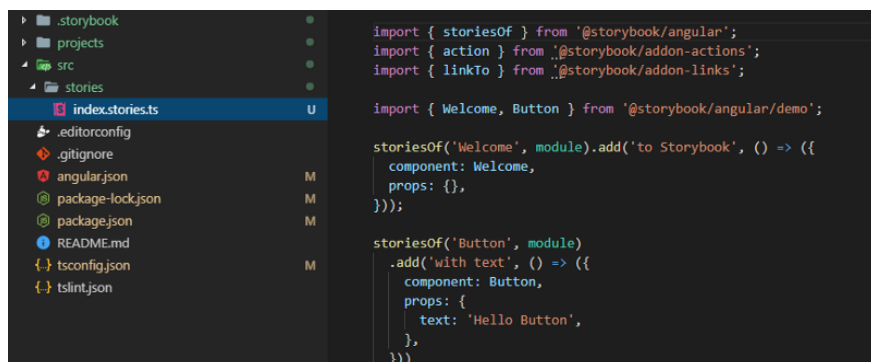 .storybook
projects
src
stories
index.stories.ts U
.editorconfig
.gitignore
angular.json M
package-lock.json M
package.json M
README.md
tsconfig.json M
tslint.json
import { storiesOf } from '@storybook/angular';
import { action } from '@storybook/addon-actions';
import { linkTo } from '@storybook/addon-links';
import { Welcome, Button } from '@storybook/angular/demo';
storiesOf('Welcome', module).add('to Storybook', () => ({
component: Welcome,
props: {},
}));
storiesOf('Button', module)
.add('with text', () => ({
component: Button,
props: {
text: 'Hello Button',
},
}))